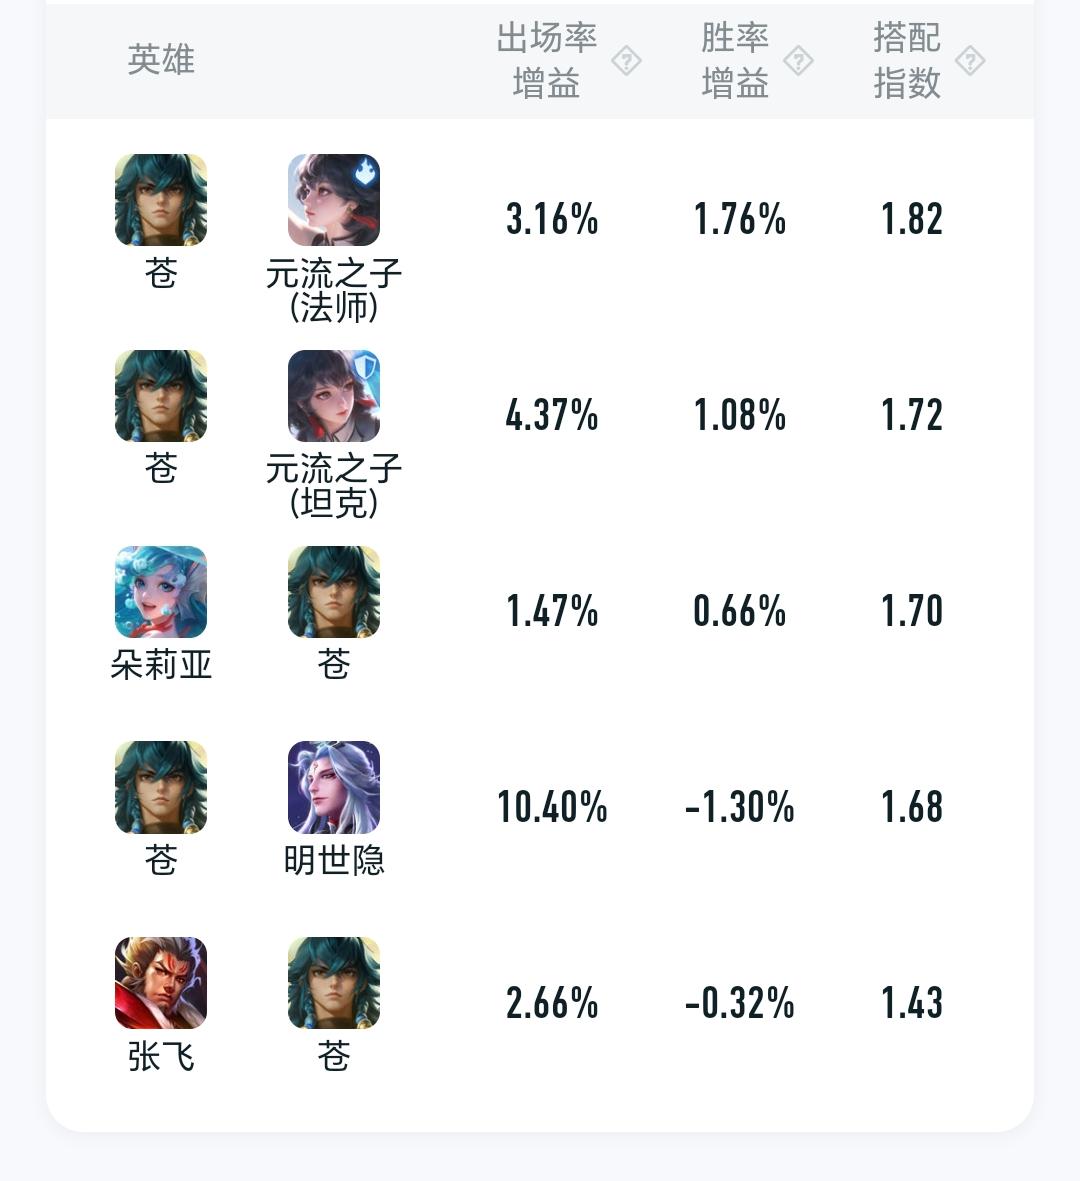 英雄
出场率
增益
胜率
增益
搭配
指数
苍
元流之子
(法师)
3.16%
1.76%
1.82
苍
元流之子
(坦克)
4.37%
1.08%
1.72
朵莉亚
苍
1.47%
0.66%
1.70
苍
明世隐
10.40%
-1.30%
1.68
张飞
苍
2.66%
-0.32%
1.43